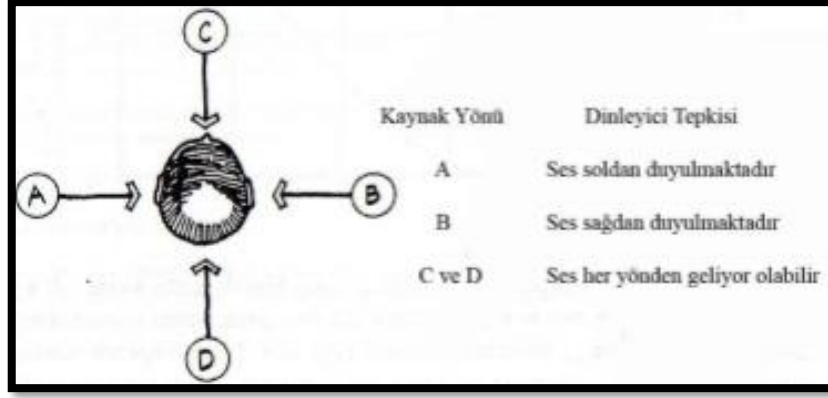 C
Kaynak Yönü Dinleyici Tepkisi
A Ses soldan duyulmaktadır
A
B
B Ses sağdan duyulmaktadır
C ve D Ses her yönden geliyor olabilir
D